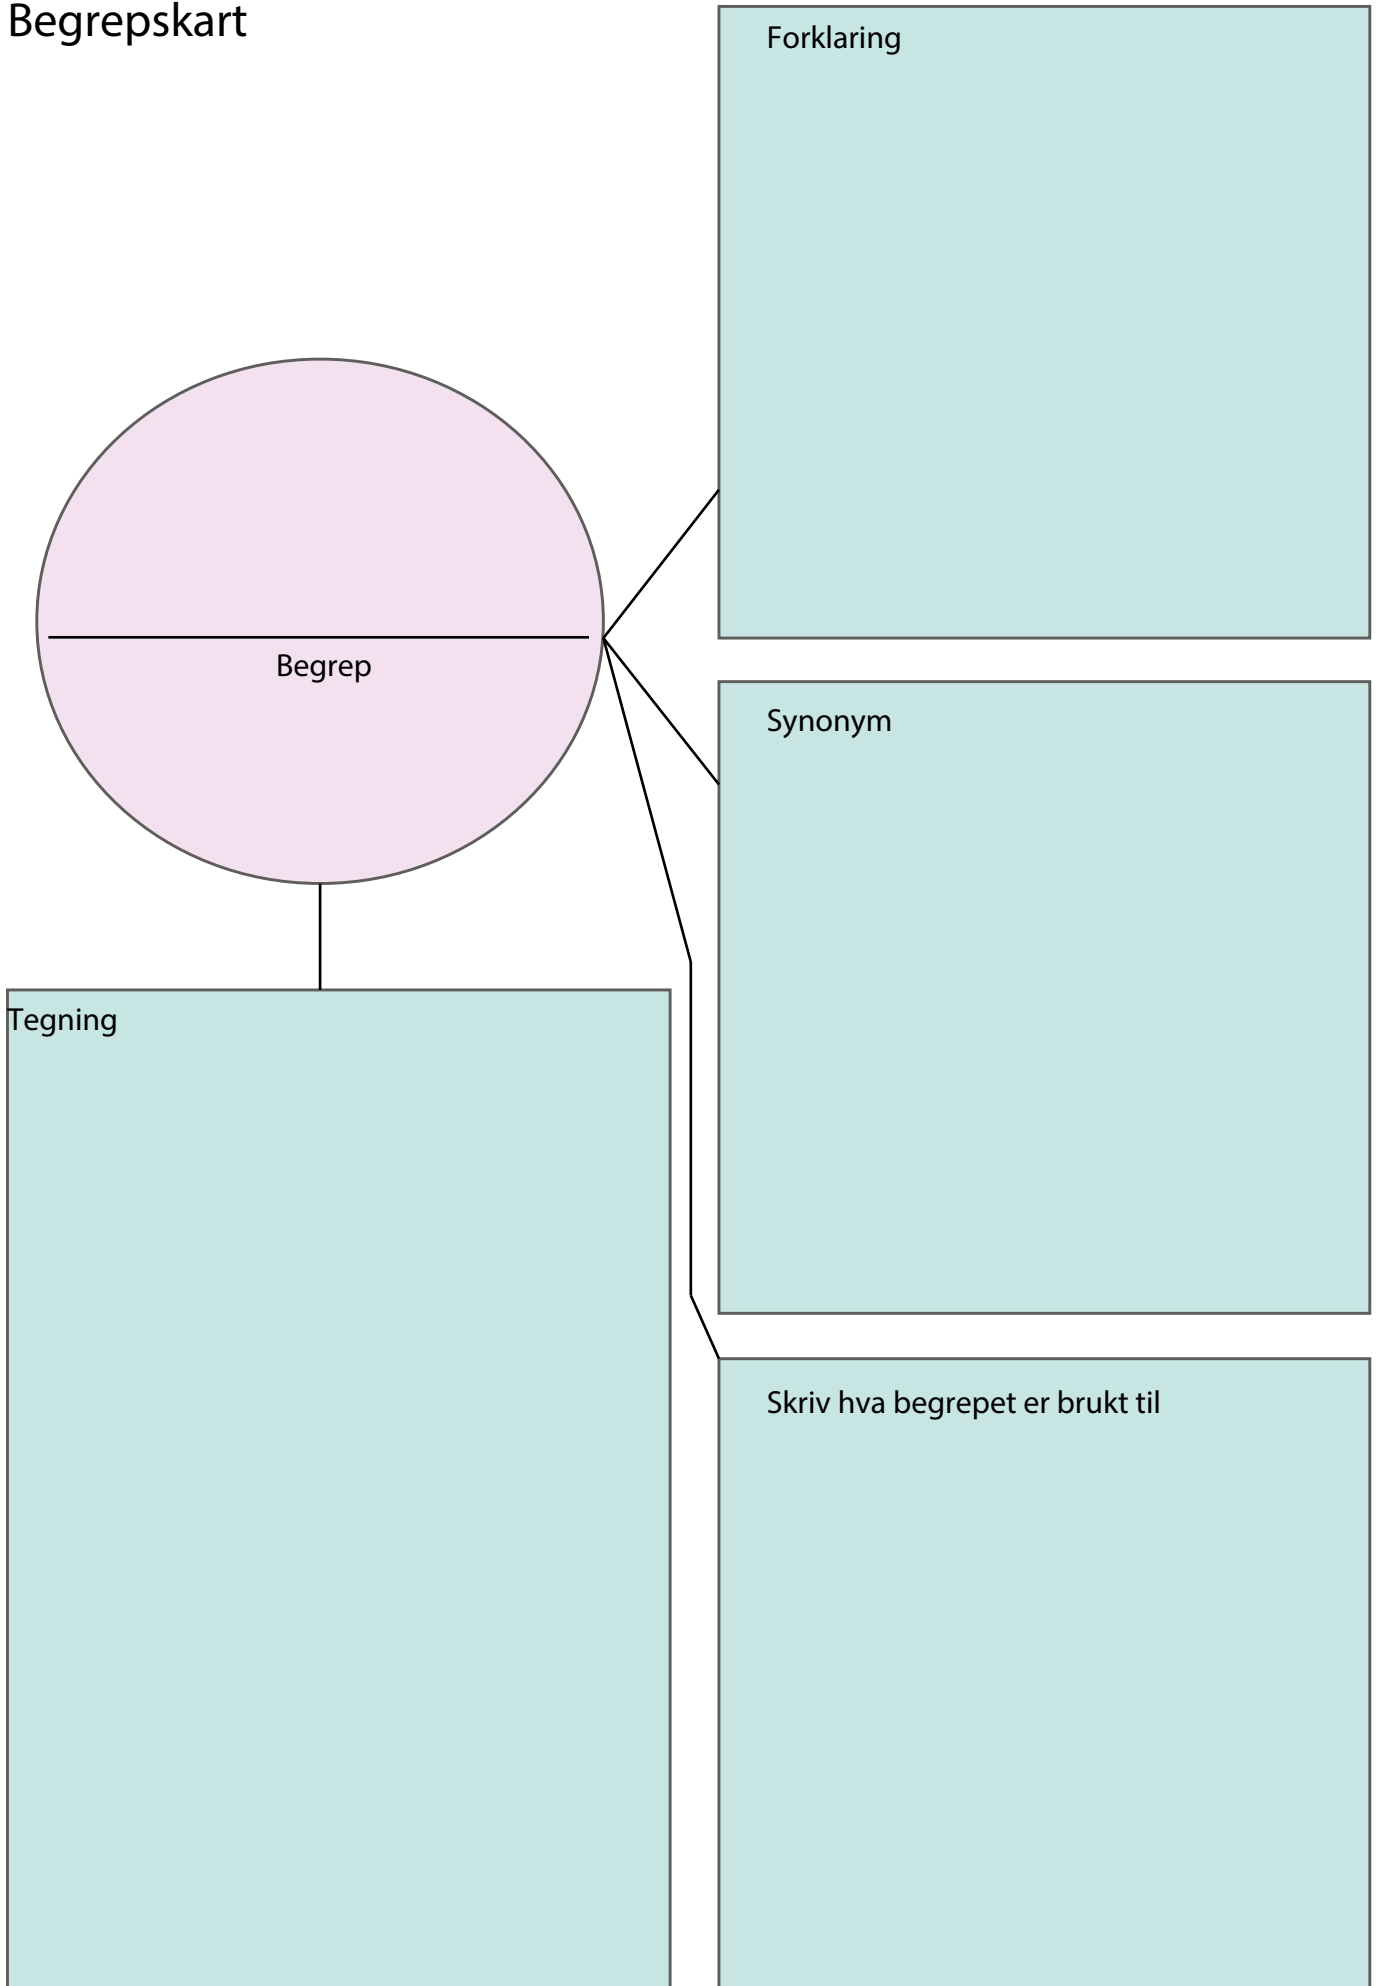 Begrepskart
Forklaring
Begrep
Synonym
Tegning
Skriv hva begrepet er brukt til